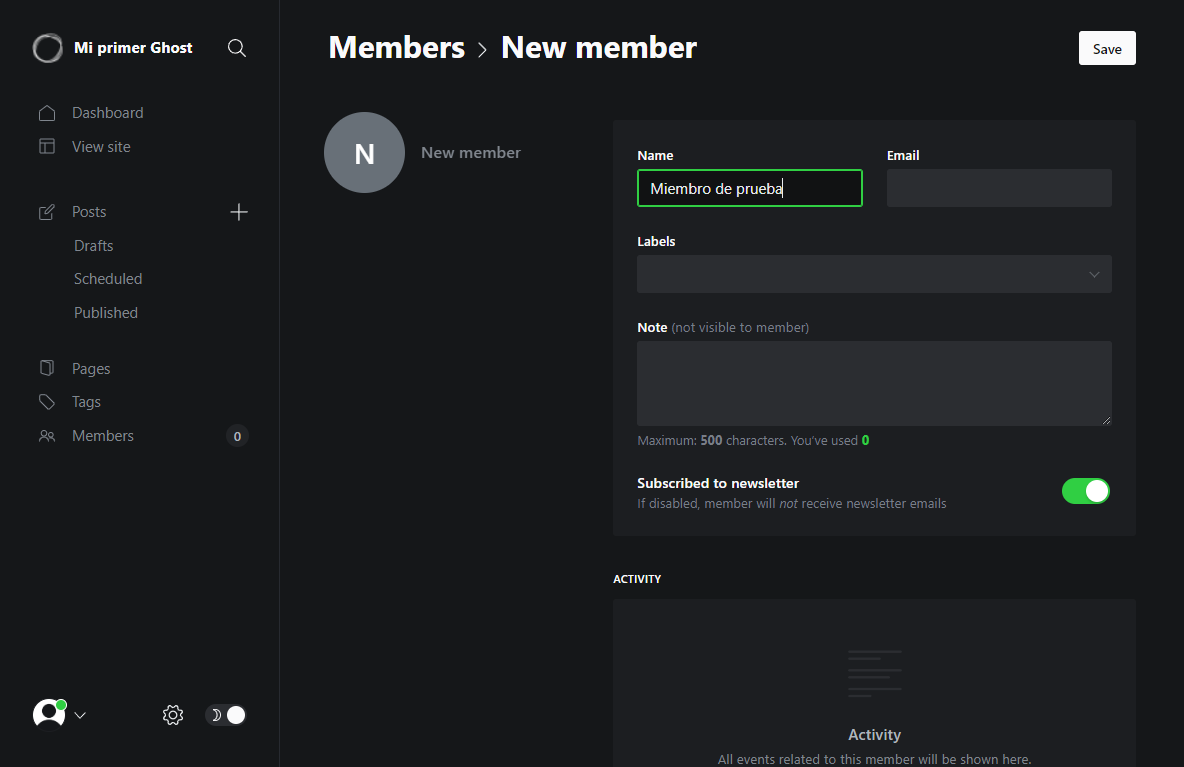 Mi primer Ghost
Dashboard
View site
Posts
Drafts
Scheduled
Published
Pages
Tags
Members
0
Members > New member
Save
N
New member
Name
Email
Miembro de prueba
Labels
Note (not visible to member)
Maximum: 500 characters. You've used 0
Subscribed to newsletter
If disabled, member will not receive newsletter emails
ACTIVITY
Activity
All events related to this member will be shown here.